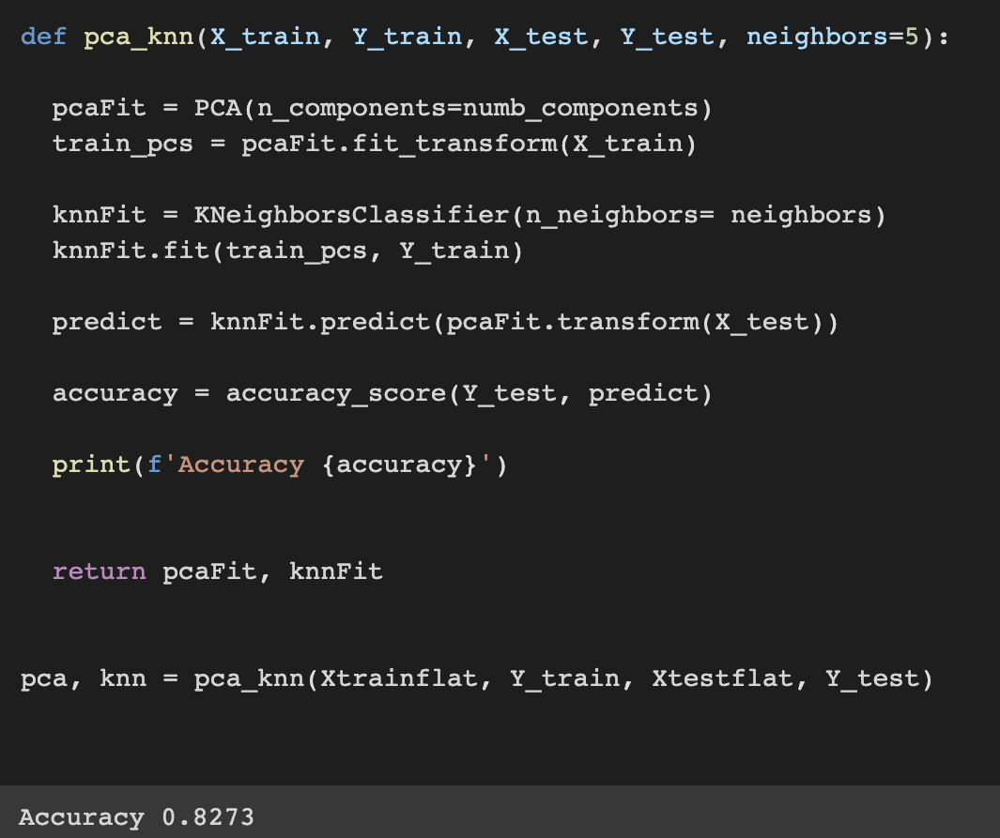 def pca_knn(X_train, Y_train, X_test, Y_test, neighbors=5):
pcaFit = PCA(n_components=numb_components)
train_pcs = pcaFit.fit_transform(X_train)
knnFit = KNeighborsClassifier(n_neighbors= neighbors)
knnFit.fit(train_pcs, Y_train)
predict = knnFit.predict(pcaFit.transform(X_test))
accuracy = accuracy_score(Y_test, predict)
print(f'Accuracy {accuracy}')
return pcaFit, knnFit
pca, knn = pca_knn(Xtrainflat, Y_train, Xtestflat, Y_test)
Accuracy 0.8273